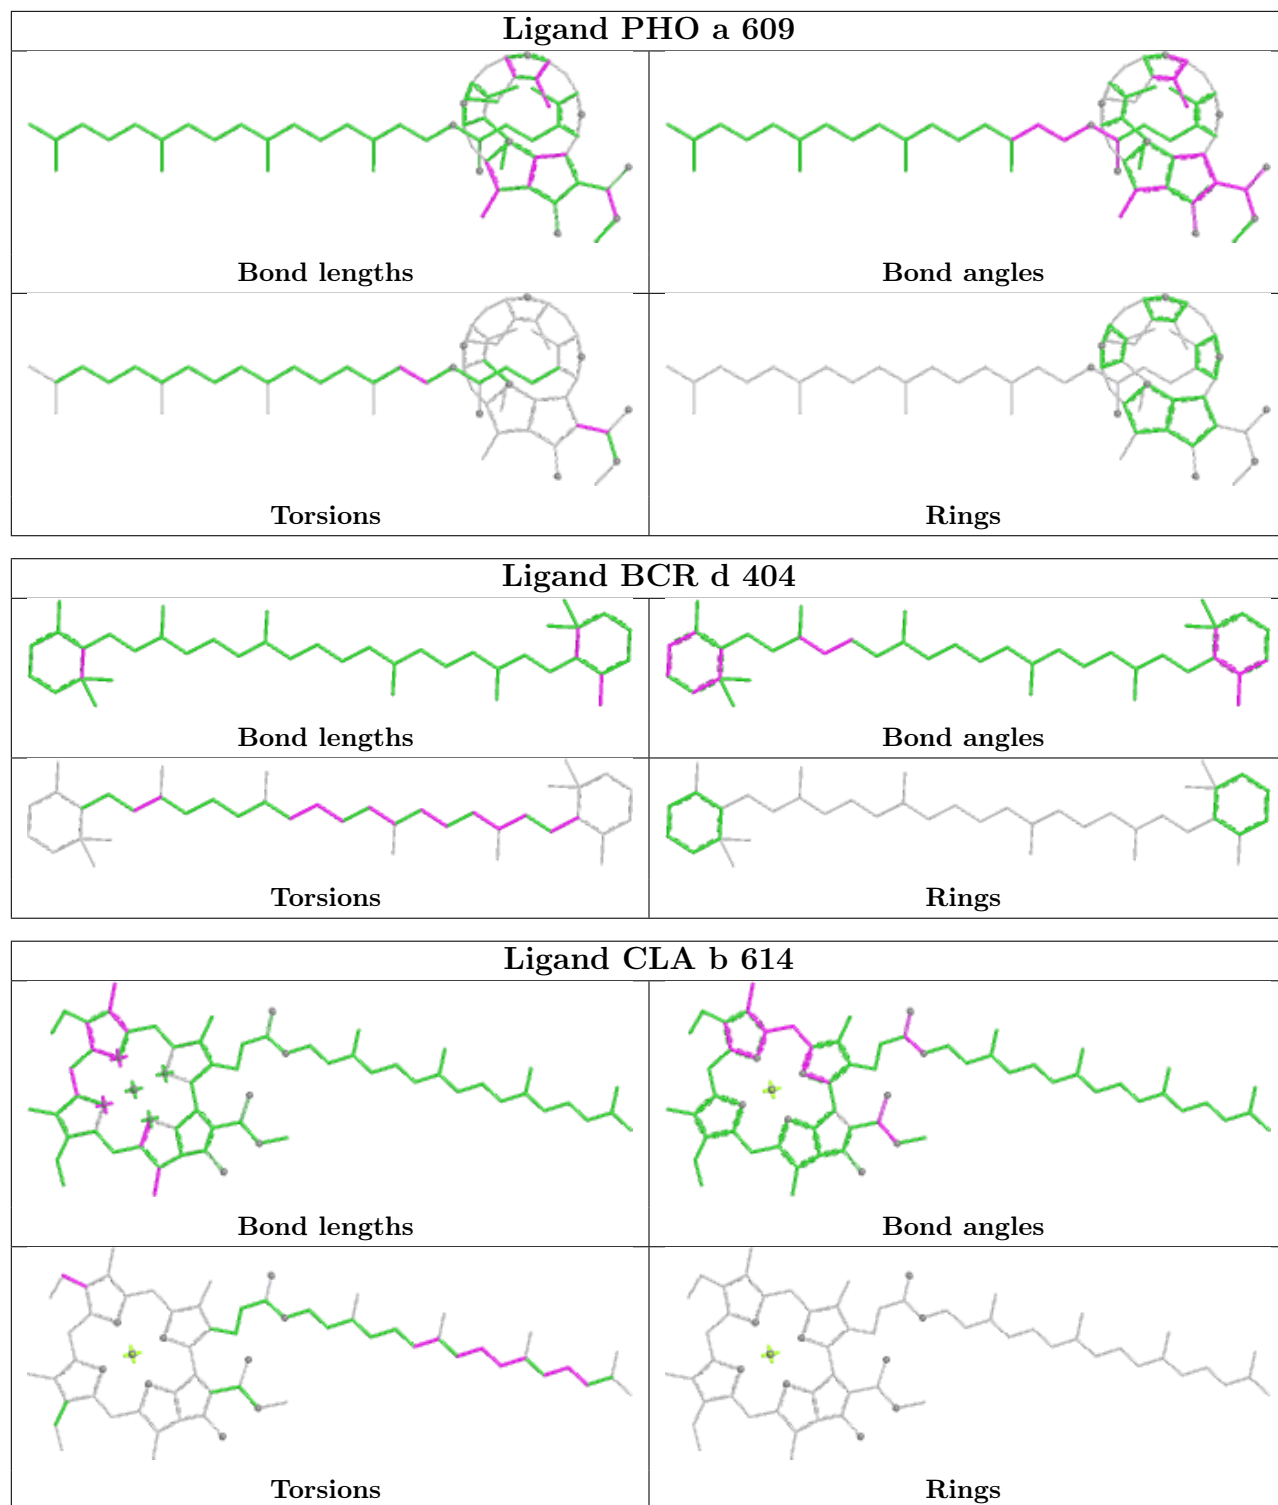 Ligand PHO a 609
Bond lengths
Bond angles
Torsions
Rings
Ligand BCR d 404
Bond lengths
Bond angles
Torsions
Rings
Ligand CLA b 614
Bond lengths
Bond angles
Torsions
Rings